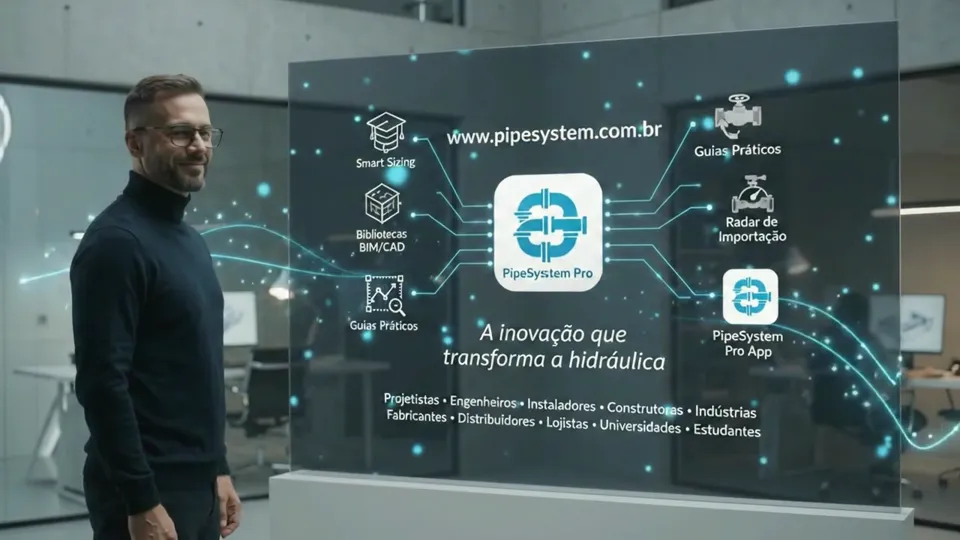 www.pipesystem.com.br
Smart Sizing
Bibliotecas
BIM/CAD
Guias Práticos
PipeSystem Pro
Guias Práticos
Radar de
Importação
PipeSystem
Pro App
A inovação que
transforma a hidráulica
Projetistas • Engenheiros • Instaladores • Construtoras • Indústrias
Fabricantes • Distribuidores • Lojistas • Universidades • Estudantes